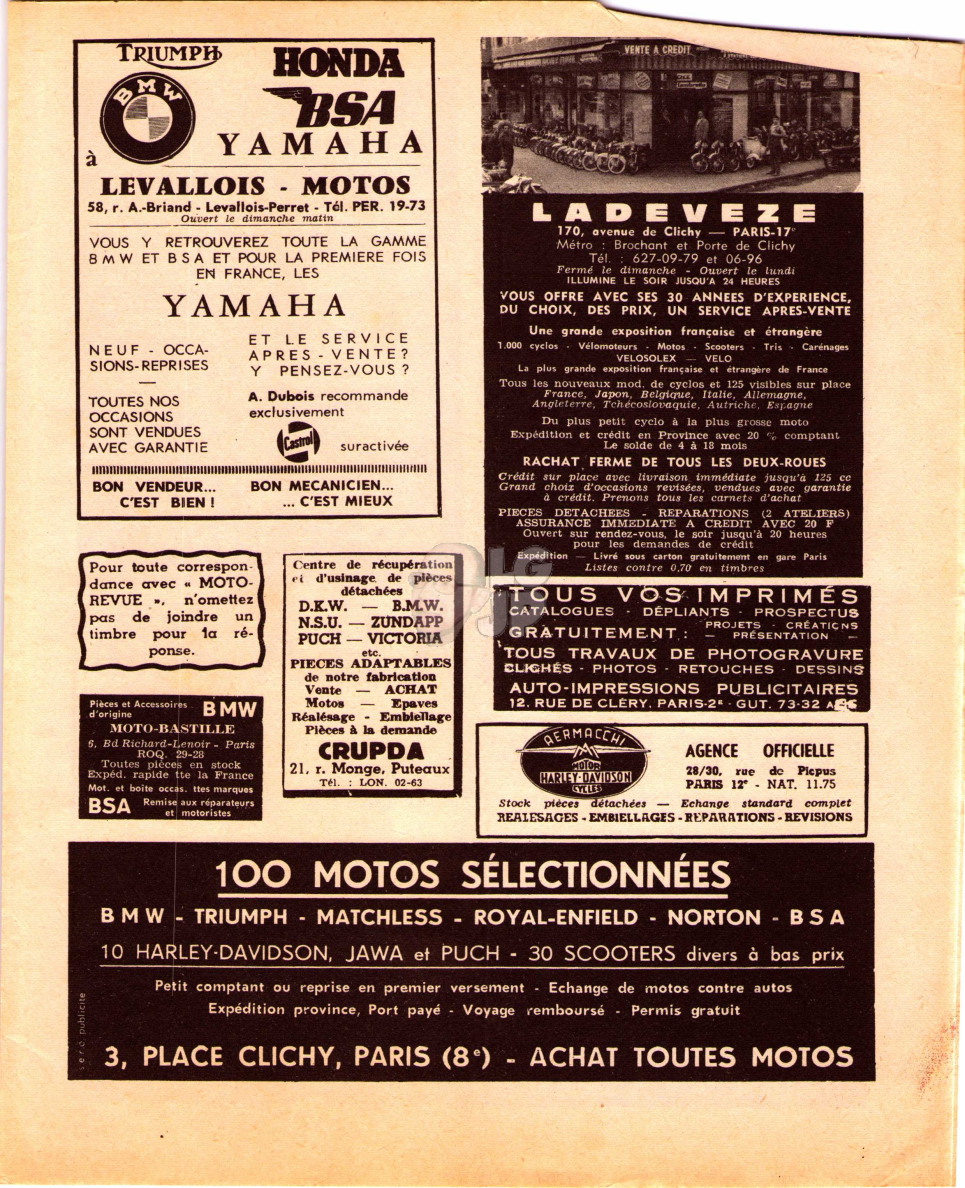 TRIUMPH
HONDA
BMW
BSA
YAMAHA
à
LEVALLOIS - MOTOS
58, r. A.-Briand - Levallois-Perret - Tél. PER. 19-73
Ouvert le dimanche matin
VOUS Y RETROUVEREZ TOUTE LA GAMME
BMW ET BSA ET POUR LA PREMIERE FOIS
EN FRANCE, LES
YAMAHA
NEUF - OCCA-
SIONS-REPRISES
—
TOUTES NOS
OCCASIONS
SONT VENDUES
AVEC GARANTIE
ET LE SERVICE
APRES - VENTE ?
Y PENSEZ-VOUS ?
A. Dubois recommande
exclusivement
Castrol
suractivée
BON VENDEUR...
C'EST BIEN !
BON MECANICIEN...
... C'EST MIEUX
VENTE A CREDIT
LADEVEZE
170, avenue de Clichy — PARIS-17e
Métro : Brochant et Porte de Clichy
Tél. : 627-09-79 et 06-96
Fermé le dimanche - Ouvert le lundi
ILLUMINE LE SOIR JUSQU'A 24 HEURES
VOUS OFFRE AVEC SES 30 ANNEES D'EXPERIENCE,
DU CHOIX, DES PRIX, UN SERVICE APRES-VENTE
Une grande exposition française et étrangère
1.000 cyclos - Vélomoteurs - Motos - Scooters - Tris - Carénages
VELOSOLEX — VELO
La plus grande exposition française et étrangère de France
Tous les nouveaux mod. de cyclos et 125 visibles sur place
France, Japon, Belgique, Italie, Allemagne,
Angleterre, Tchécoslovaquie, Autriche, Espagne
Du plus petit cyclo à la plus grosse moto
Expédition et crédit en Province avec 20 % comptant
Le solde de 4 à 18 mois
RACHAT FERME DE TOUS LES DEUX-ROUES
Crédit sur place avec livraison immédiate jusqu'à 125 cc
Grand choix d'occasions revisées, vendues avec garantie
à crédit. Prenons tous les carnets d'achat
PIECES DETACHEES - REPARATIONS (2 ATELIERS)
ASSURANCE IMMEDIATE A CREDIT AVEC 20 F
Ouvert sur rendez-vous, le soir jusqu'à 20 heures
pour les demandes de crédit
Expédition — Livré sous carton gratuitement en gare Paris
Listes contre 0,70 en timbres
Pour toute correspon-
dance avec « MOTO-
REVUE », n'omettez
pas de joindre un
timbre pour la ré-
ponse.
Centre de récupération
et d'usinage de pièces
détachées
D.K.W. — B.M.W.
N.S.U. — ZUNDAPP
PUCH — VICTORIA
etc.
PIECES ADAPTABLES
de notre fabrication
Vente — ACHAT
Motos — Epaves
Réalésage - Embiellage
Pièces à la demande
CRUPDA
21, r. Monge, Puteaux
Tél. : LON. 02-63
TOUS VOS IMPRIMÉS
CATALOGUES - DÉPLIANTS - PROSPECTUS
GRATUITEMENT : PROJETS - CRÉATIONS
— PRÉSENTATION —
TOUS TRAVAUX DE PHOTOGRAVURE
CLICHÉS - PHOTOS - RETOUCHES - DESSINS
AUTO-IMPRESSIONS PUBLICITAIRES
12, RUE DE CLÉRY, PARIS-2e - GUT. 73-32
Pièces et Accessoires
d'origine BMW
MOTO-BASTILLE
6, Bd Richard-Lenoir - Paris
ROQ. 29-28
Toutes pièces en stock
Expéd. rapide tte la France
Mot. et boite occas. ttes marques
BSA Remise aux réparateurs
et motoristes
AERMACCHI
MOTOR
HARLEY-DAVIDSON
CYCLES
AGENCE OFFICIELLE
28/30, rue de Picpus
PARIS 12e - NAT. 11.75
Stock pièces détachées — Echange standard complet
REALESAGES - EMBIELLAGES - REPARATIONS - REVISIONS
100 MOTOS SÉLECTIONNÉES
BMW - TRIUMPH - MATCHLESS - ROYAL-ENFIELD - NORTON - BSA
10 HARLEY-DAVIDSON, JAWA et PUCH - 30 SCOOTERS divers à bas prix
Petit comptant ou reprise en premier versement - Echange de motos contre autos
Expédition province, Port payé - Voyage remboursé - Permis gratuit
3, PLACE CLICHY, PARIS (8e) - ACHAT TOUTES MOTOS
publicite